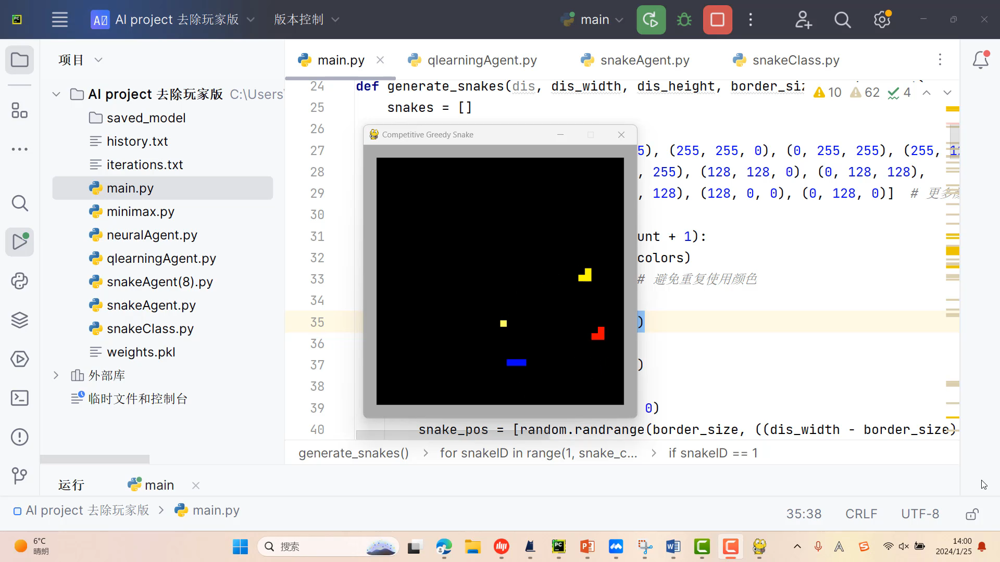 PC
AI project 去除玩家版
版本控制
main
项目
main.py
qlearningAgent.py
snakeAgent.py
snakeClass.py
AI project 去除玩家版 C:\Users
saved_model
history.txt
iterations.txt
main.py
minimax.py
neuralAgent.py
qlearningAgent.py
snakeAgent(8).py
snakeAgent.py
snakeClass.py
weights.pkl
外部库
临时文件和控制台
10 62 4
24 def generate_snakes(dis, dis_width, dis_height, border_siz
25 snakes = []
26
27 5), (255, 255, 0), (0, 255, 255), (255, 12
28 , 255), (128, 128, 0), (0, 128, 128),
29 , 128), (128, 0, 0), (0, 128, 0)] # 更多颜
30
31 unt + 1):
32 colors)
33 # 避免重复使用颜色
34
35 )
36
37 )
38
39 0)
40 snake_pos = [random.randrange(border_size, ((dis_width - border_size)
Competitive Greedy Snake
generate_snakes() for snakeID in range(1, snake_c... if snakeID == 1
运行
main
AI project 去除玩家版 main.py
35:38 CRLF UTF-8
6°C
晴朗
搜索
14:00
2024/1/25